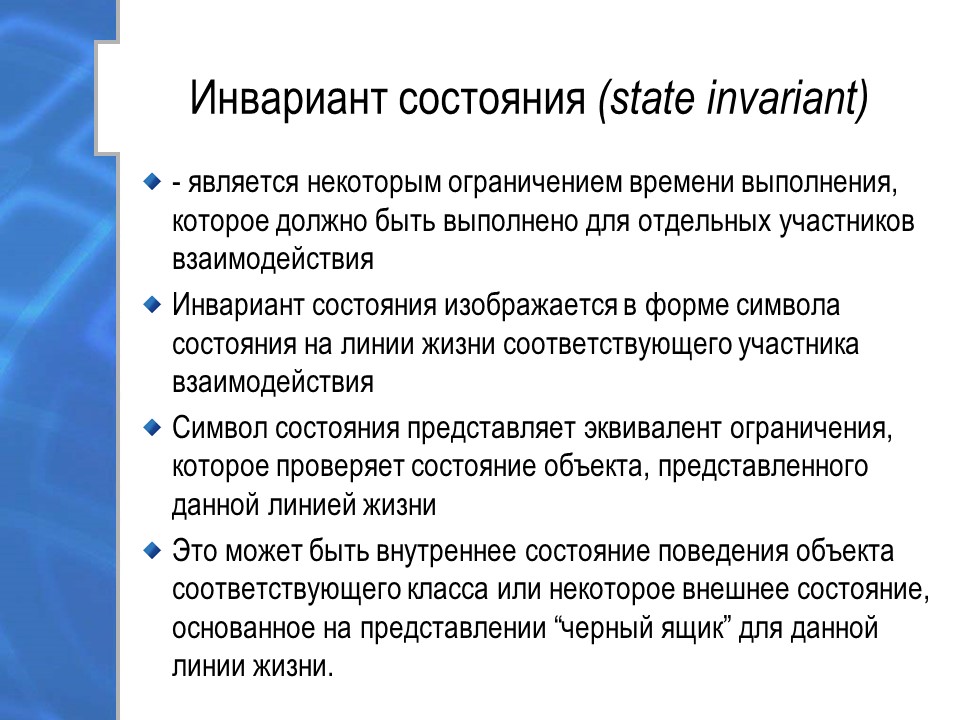 Инвариант состояния (state invariant)
- является некоторым ограничением времени выполнения,
которое должно быть выполнено для отдельных участников
взаимодействия
Инвариант состояния изображается в форме символа
состояния на линии жизни соответствующего участника
взаимодействия
Символ состояния представляет эквивалент ограничения,
которое проверяет состояние объекта, представленного
данной линией жизни
Это может быть внутреннее состояние поведения объекта
соответствующего класса или некоторое внешнее состояние,
основанное на представлении “черный ящик” для данной
линии жизни.